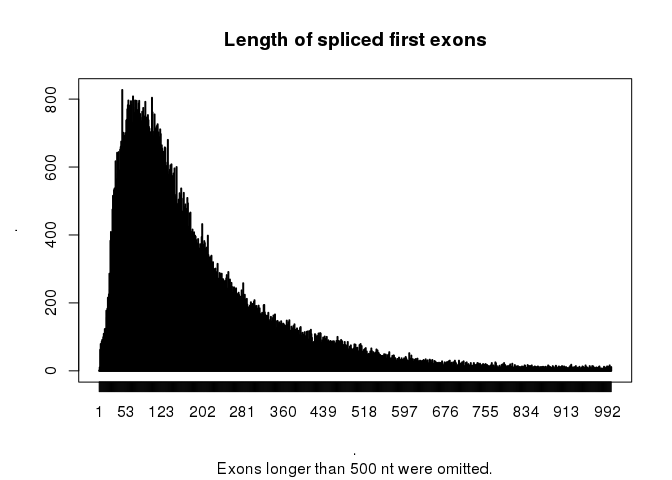 Length of spliced first exons
800
600
400
200
0
.
1 53 123 202 281 360 439 518 597 676 755 834 913 992
.
Exons longer than 500 nt were omitted.